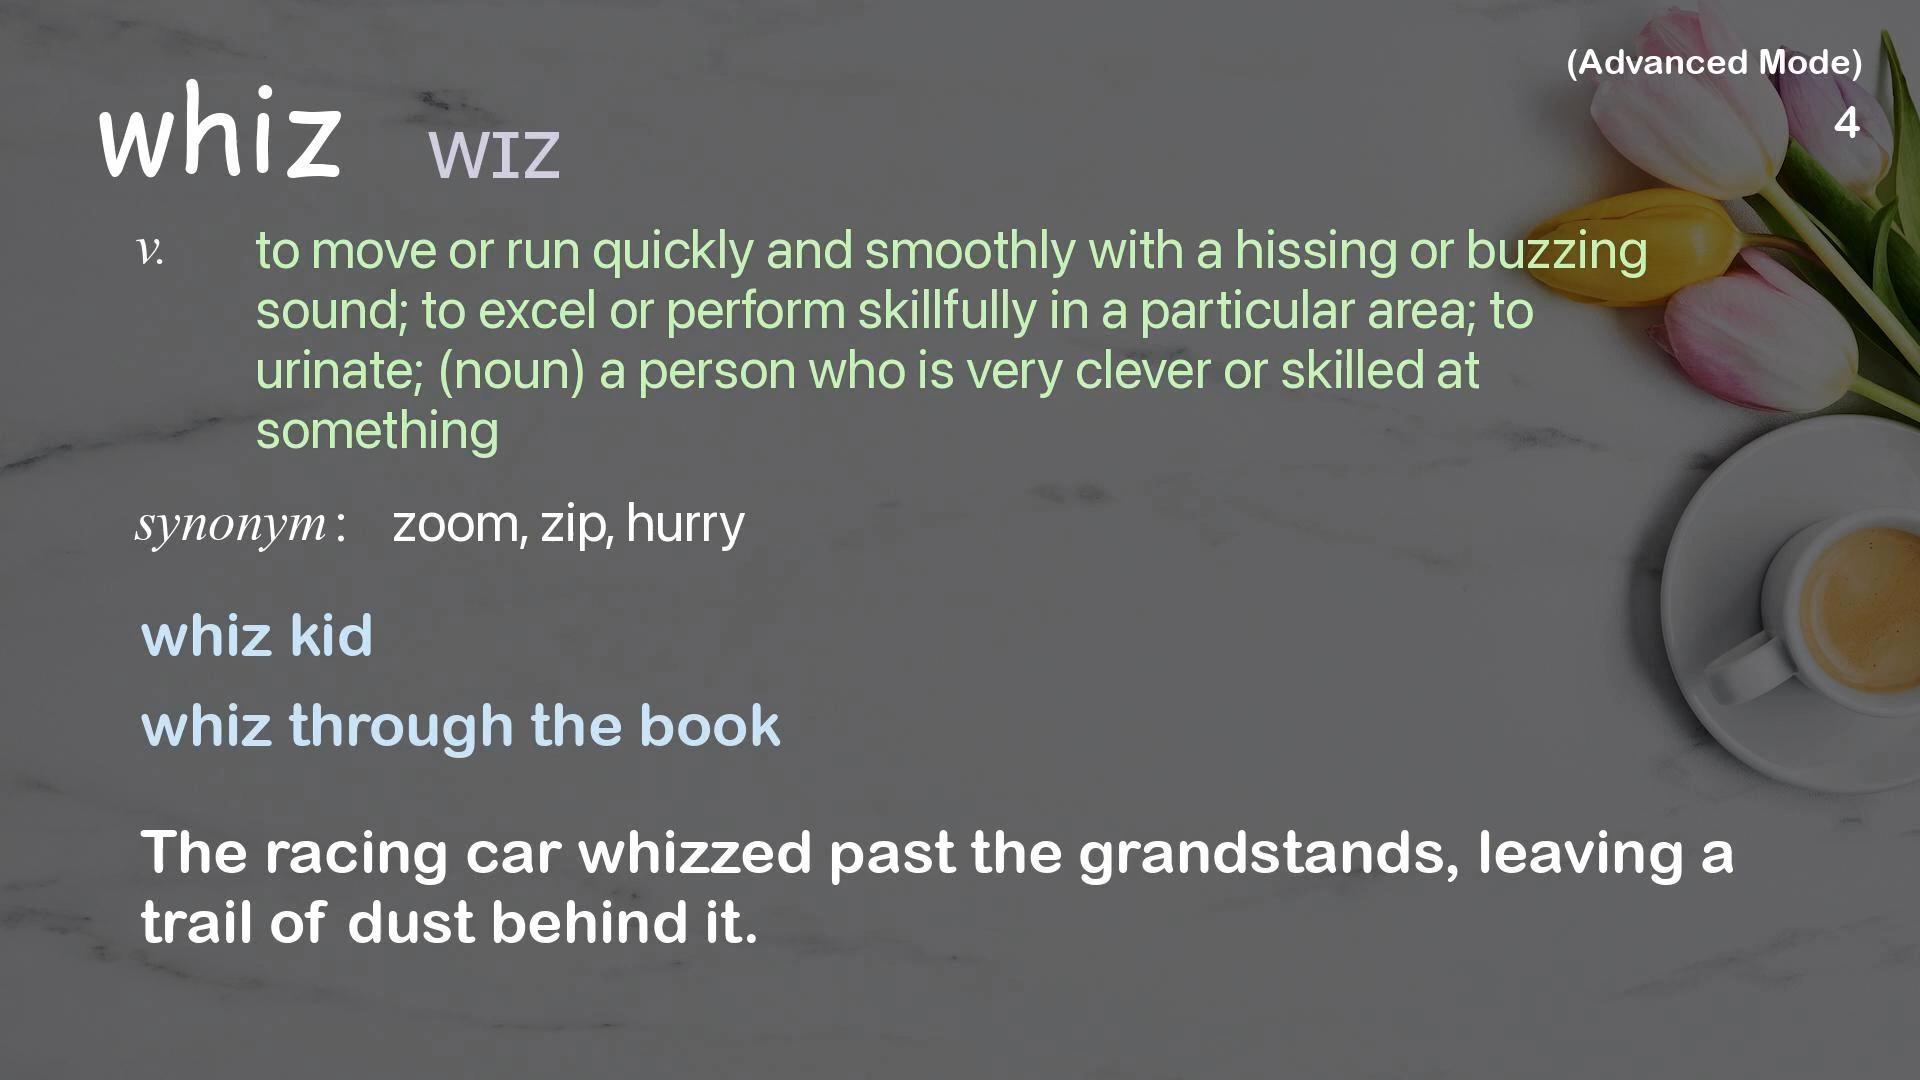 (Advanced Mode)
4
whiz wɪz
v. to move or run quickly and smoothly with a hissing or buzzing
sound; to excel or perform skillfully in a particular area; to
urinate; (noun) a person who is very clever or skilled at
something
synonym : zoom, zip, hurry
whiz kid
whiz through the book
The racing car whizzed past the grandstands, leaving a
trail of dust behind it.